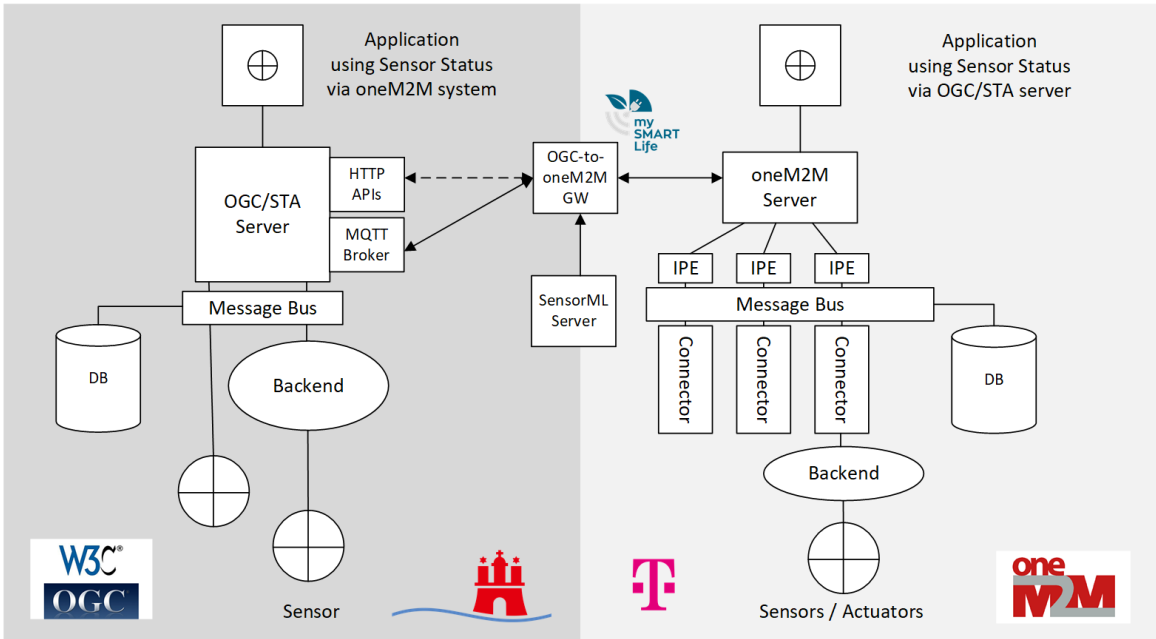 Application
using Sensor Status
via oneM2M system
Application
using Sensor Status
via OGC/STA server
my
SMART
Life
OGC/STA
Server
HTTP
APIs
MQTT
Broker
OGC-to-
oneM2M
GW
oneM2M
Server
SensorML
Server
IPE
IPE
IPE
Message Bus
Message Bus
DB
Backend
Connector
Connector
Connector
DB
Backend
W3C®
OGC
Sensor
T
Sensors / Actuators
one
M2M